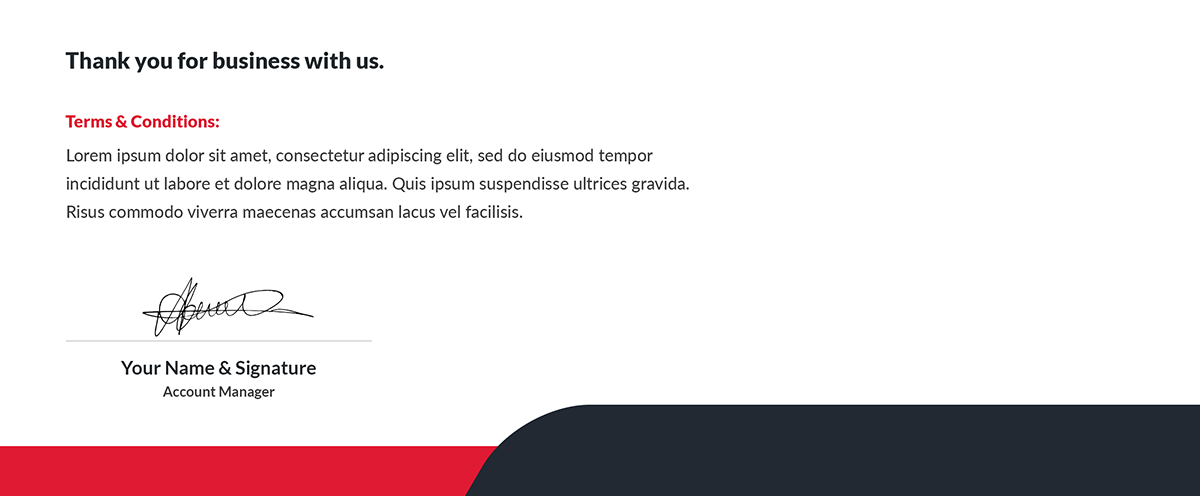 Thank you for business with us.
Terms & Conditions:
Lorem ipsum dolor sit amet, consectetur adipiscing elit, sed do eiusmod tempor
incididunt ut labore et dolore magna aliqua. Quis ipsum suspendisse ultrices gravida.
Risus commodo viverra maecenas accumsan lacus vel facilisis.
Your Name & Signature
Account Manager